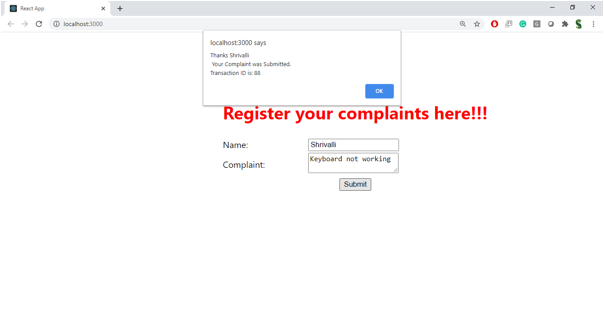 React App
localhost:3000
localhost:3000 says
Thanks Shrivalli
Your Complaint was Submitted.
Transaction ID is: 88
OK
Register your complaints here!!!
Name: Shrivalli
Complaint: Keyboard not working
Submit